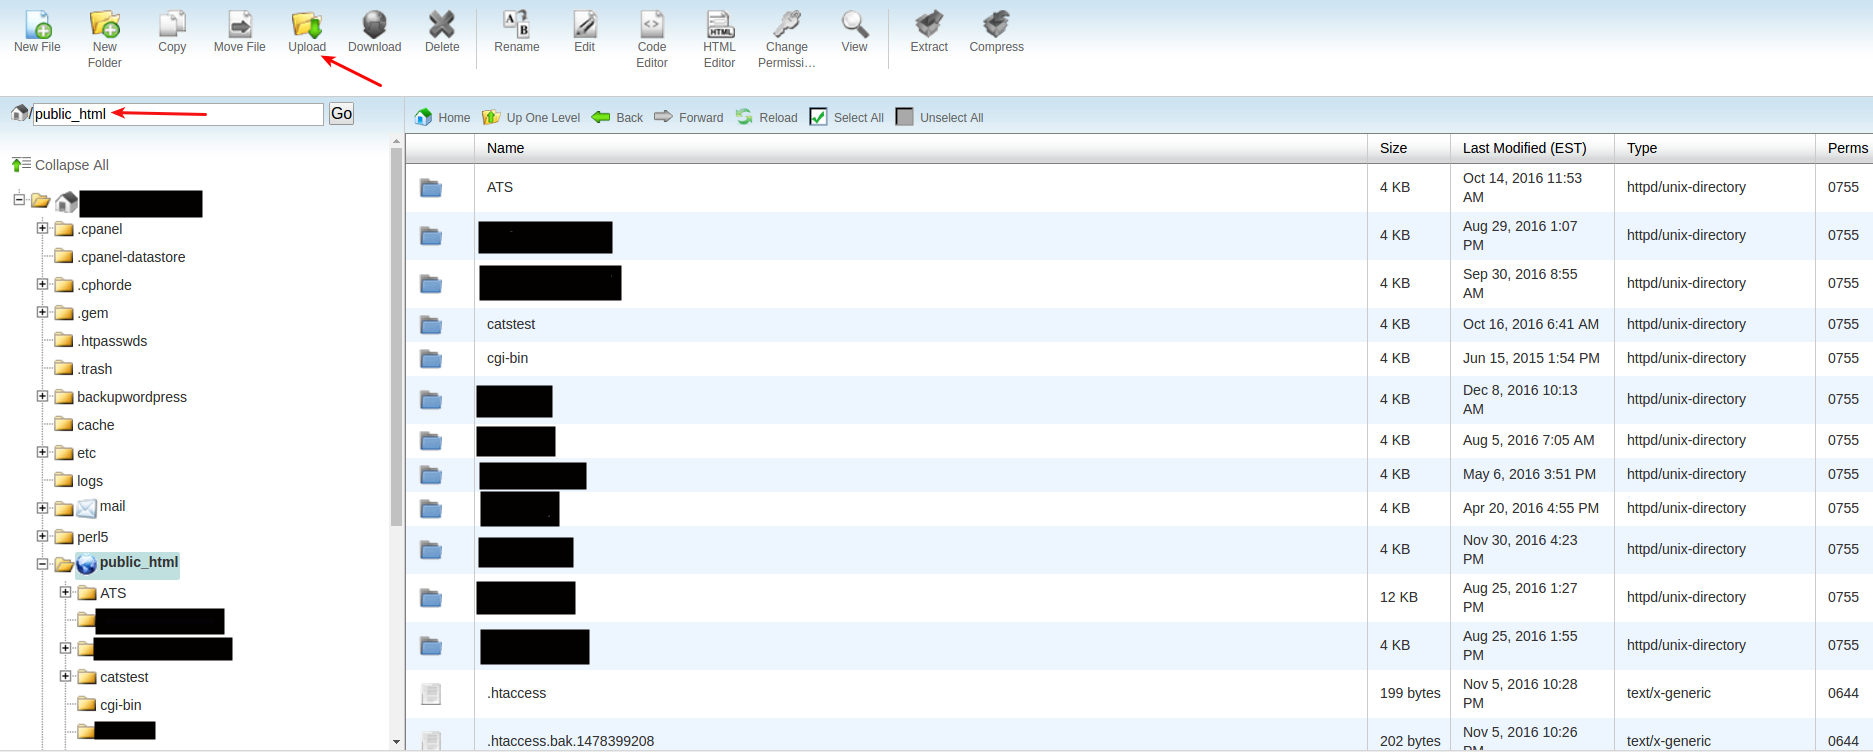 New File
New
Folder
Copy
Move File
Upload
Download
Delete
Rename
Edit
Code
Editor
HTML
HTML
Editor
Change
Permissi…
View
Extract
Compress
/public_html
Go
Collapse All
.cpanel
.cpanel-datastore
.cphorde
.gem
.htpasswds
.trash
backupwordpress
cache
etc
logs
mail
perl5
public_html
ATS
catstest
cgi-bin
Home Up One Level Back Forward Reload Select All Unselect All
Name Size Last Modified (EST) Type Perms
ATS 4 KB Oct 14, 2016 11:53 AM httpd/unix-directory 0755
4 KB Aug 29, 2016 1:07 PM httpd/unix-directory 0755
4 KB Sep 30, 2016 8:55 AM httpd/unix-directory 0755
catstest 4 KB Oct 16, 2016 6:41 AM httpd/unix-directory 0755
cgi-bin 4 KB Jun 15, 2015 1:54 PM httpd/unix-directory 0755
4 KB Dec 8, 2016 10:13 AM httpd/unix-directory 0755
4 KB Aug 5, 2016 7:05 AM httpd/unix-directory 0755
4 KB May 6, 2016 3:51 PM httpd/unix-directory 0755
4 KB Apr 20, 2016 4:55 PM httpd/unix-directory 0755
4 KB Nov 30, 2016 4:23 PM httpd/unix-directory 0755
12 KB Aug 25, 2016 1:27 PM httpd/unix-directory 0755
4 KB Aug 25, 2016 1:55 PM httpd/unix-directory 0755
.htaccess 199 bytes Nov 5, 2016 10:28 PM text/x-generic 0644
.htaccess.bak.1478399208 202 bytes Nov 5, 2016 10:26 PM text/x-generic 0644